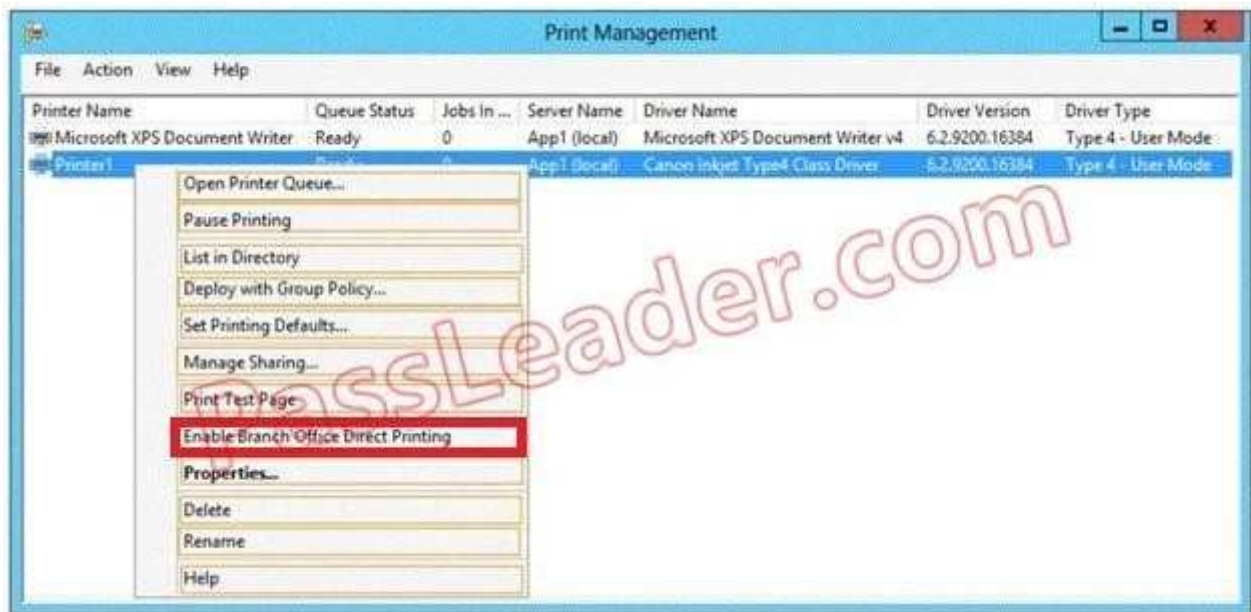 Print Management
File Action View Help
Printer Name Queue Status Jobs In ... Server Name Driver Name Driver Version Driver Type
Microsoft XPS Document Writer Ready 0 App1 (local) Microsoft XPS Document Writer v4 6.2.9200.16384 Type 4 - User Mode
Printer1 Ready 0 App1 (local) Canon Inkjet Type4 Class Driver 6.2.9200.16384 Type 4 - User Mode
Open Printer Queue...
Pause Printing
List in Directory
Deploy with Group Policy...
Set Printing Defaults...
Manage Sharing...
Print Test Page
Enable Branch Office Direct Printing
Properties...
Delete
Rename
Help
PassLeader.com